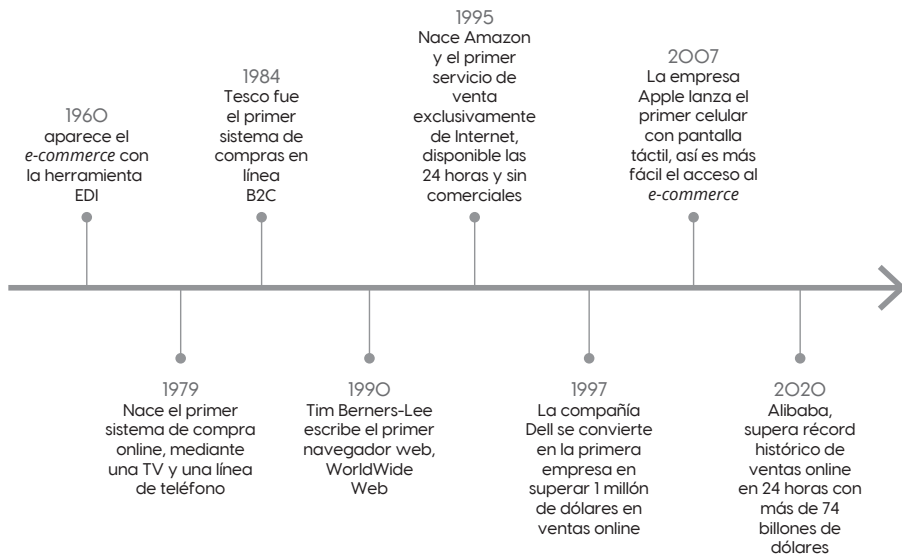 1960
aparece el
e-commerce con
la herramienta
EDI
1984
Tesco fue
el primer
sistema de
compras en
línea
B2C
1995
Nace Amazon
y el primer
servicio de
venta
exclusivamente
de Internet,
disponible las
24 horas y sin
comerciales
2007
La empresa
Apple lanza el
primer celular
con pantalla
táctil, así es más
fácil el acceso al
e-commerce
1979
Nace el primer
sistema de compra
online, mediante
una TV y una línea
de teléfono
1990
Tim Berners-Lee
escribe el primer
navegador web,
WorldWide
Web
1997
La compañía
Dell se convierte
en la primera
empresa en
superar 1 millón
de dólares en
ventas online
2020
Alibaba,
supera récord
histórico de
ventas online
en 24 horas con
más de 74
billones de
dólares